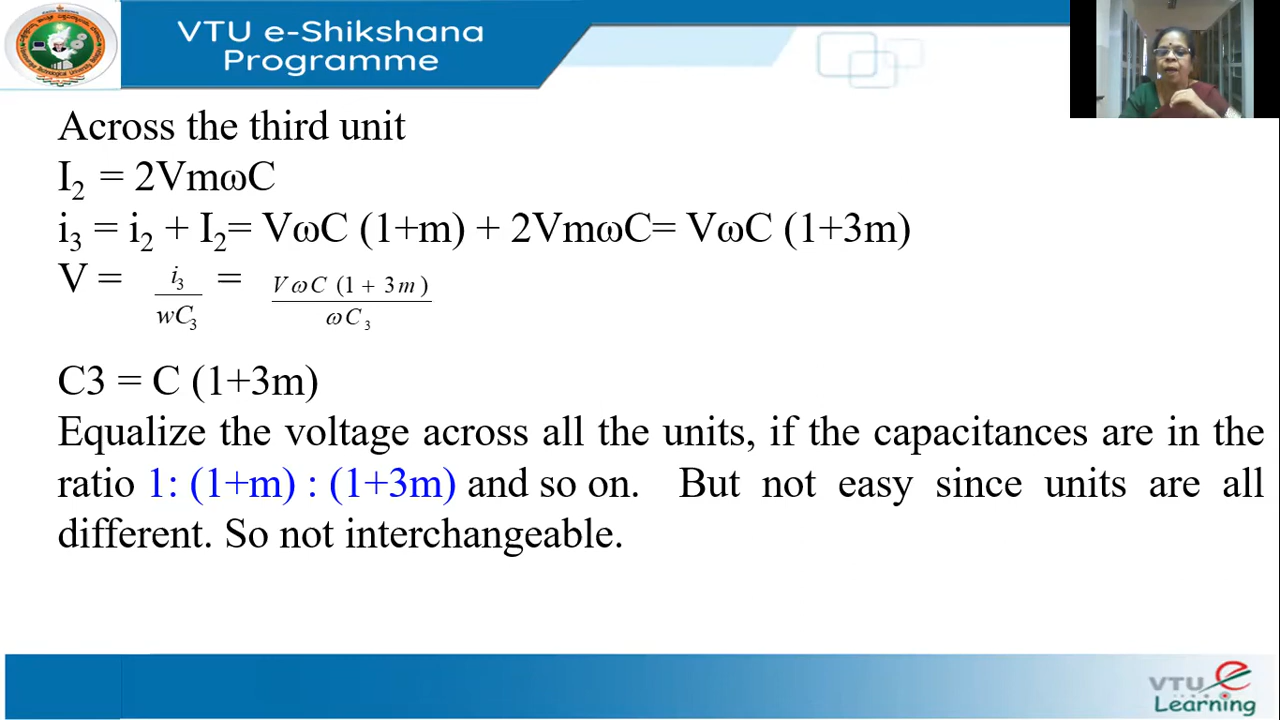 VTU e-Shikshana
Programme
Across the third unit
I₂ = 2VmωC
i₃ = i₂ + I₂= VωC (1+m) + 2VmωC= VωC (1+3m)
V = i₃/wC₃ = VωC (1 + 3m)/ωC₃
C3 = C (1+3m)
Equalize the voltage across all the units, if the capacitances are in the
ratio 1: (1+m) : (1+3m) and so on. But not easy since units are all
different. So not interchangeable.
VTU e
Learning